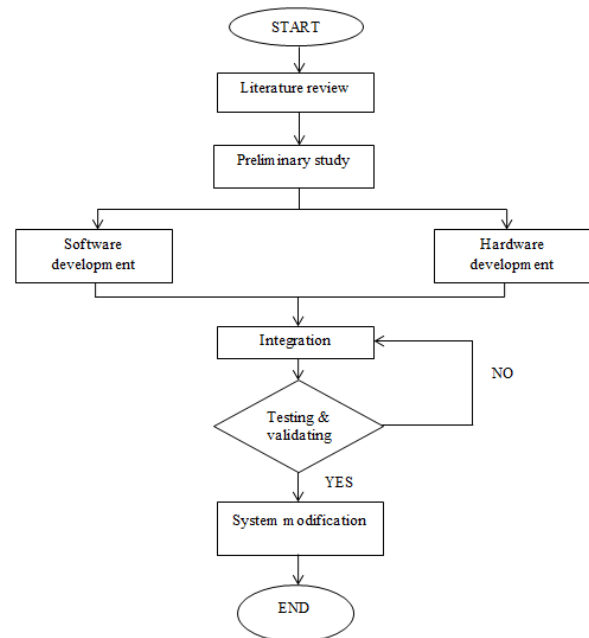 START
Literature review
Preliminary study
Software
development
Hardware
development
Integration
NO
Testing &
validating
YES
System modification
END